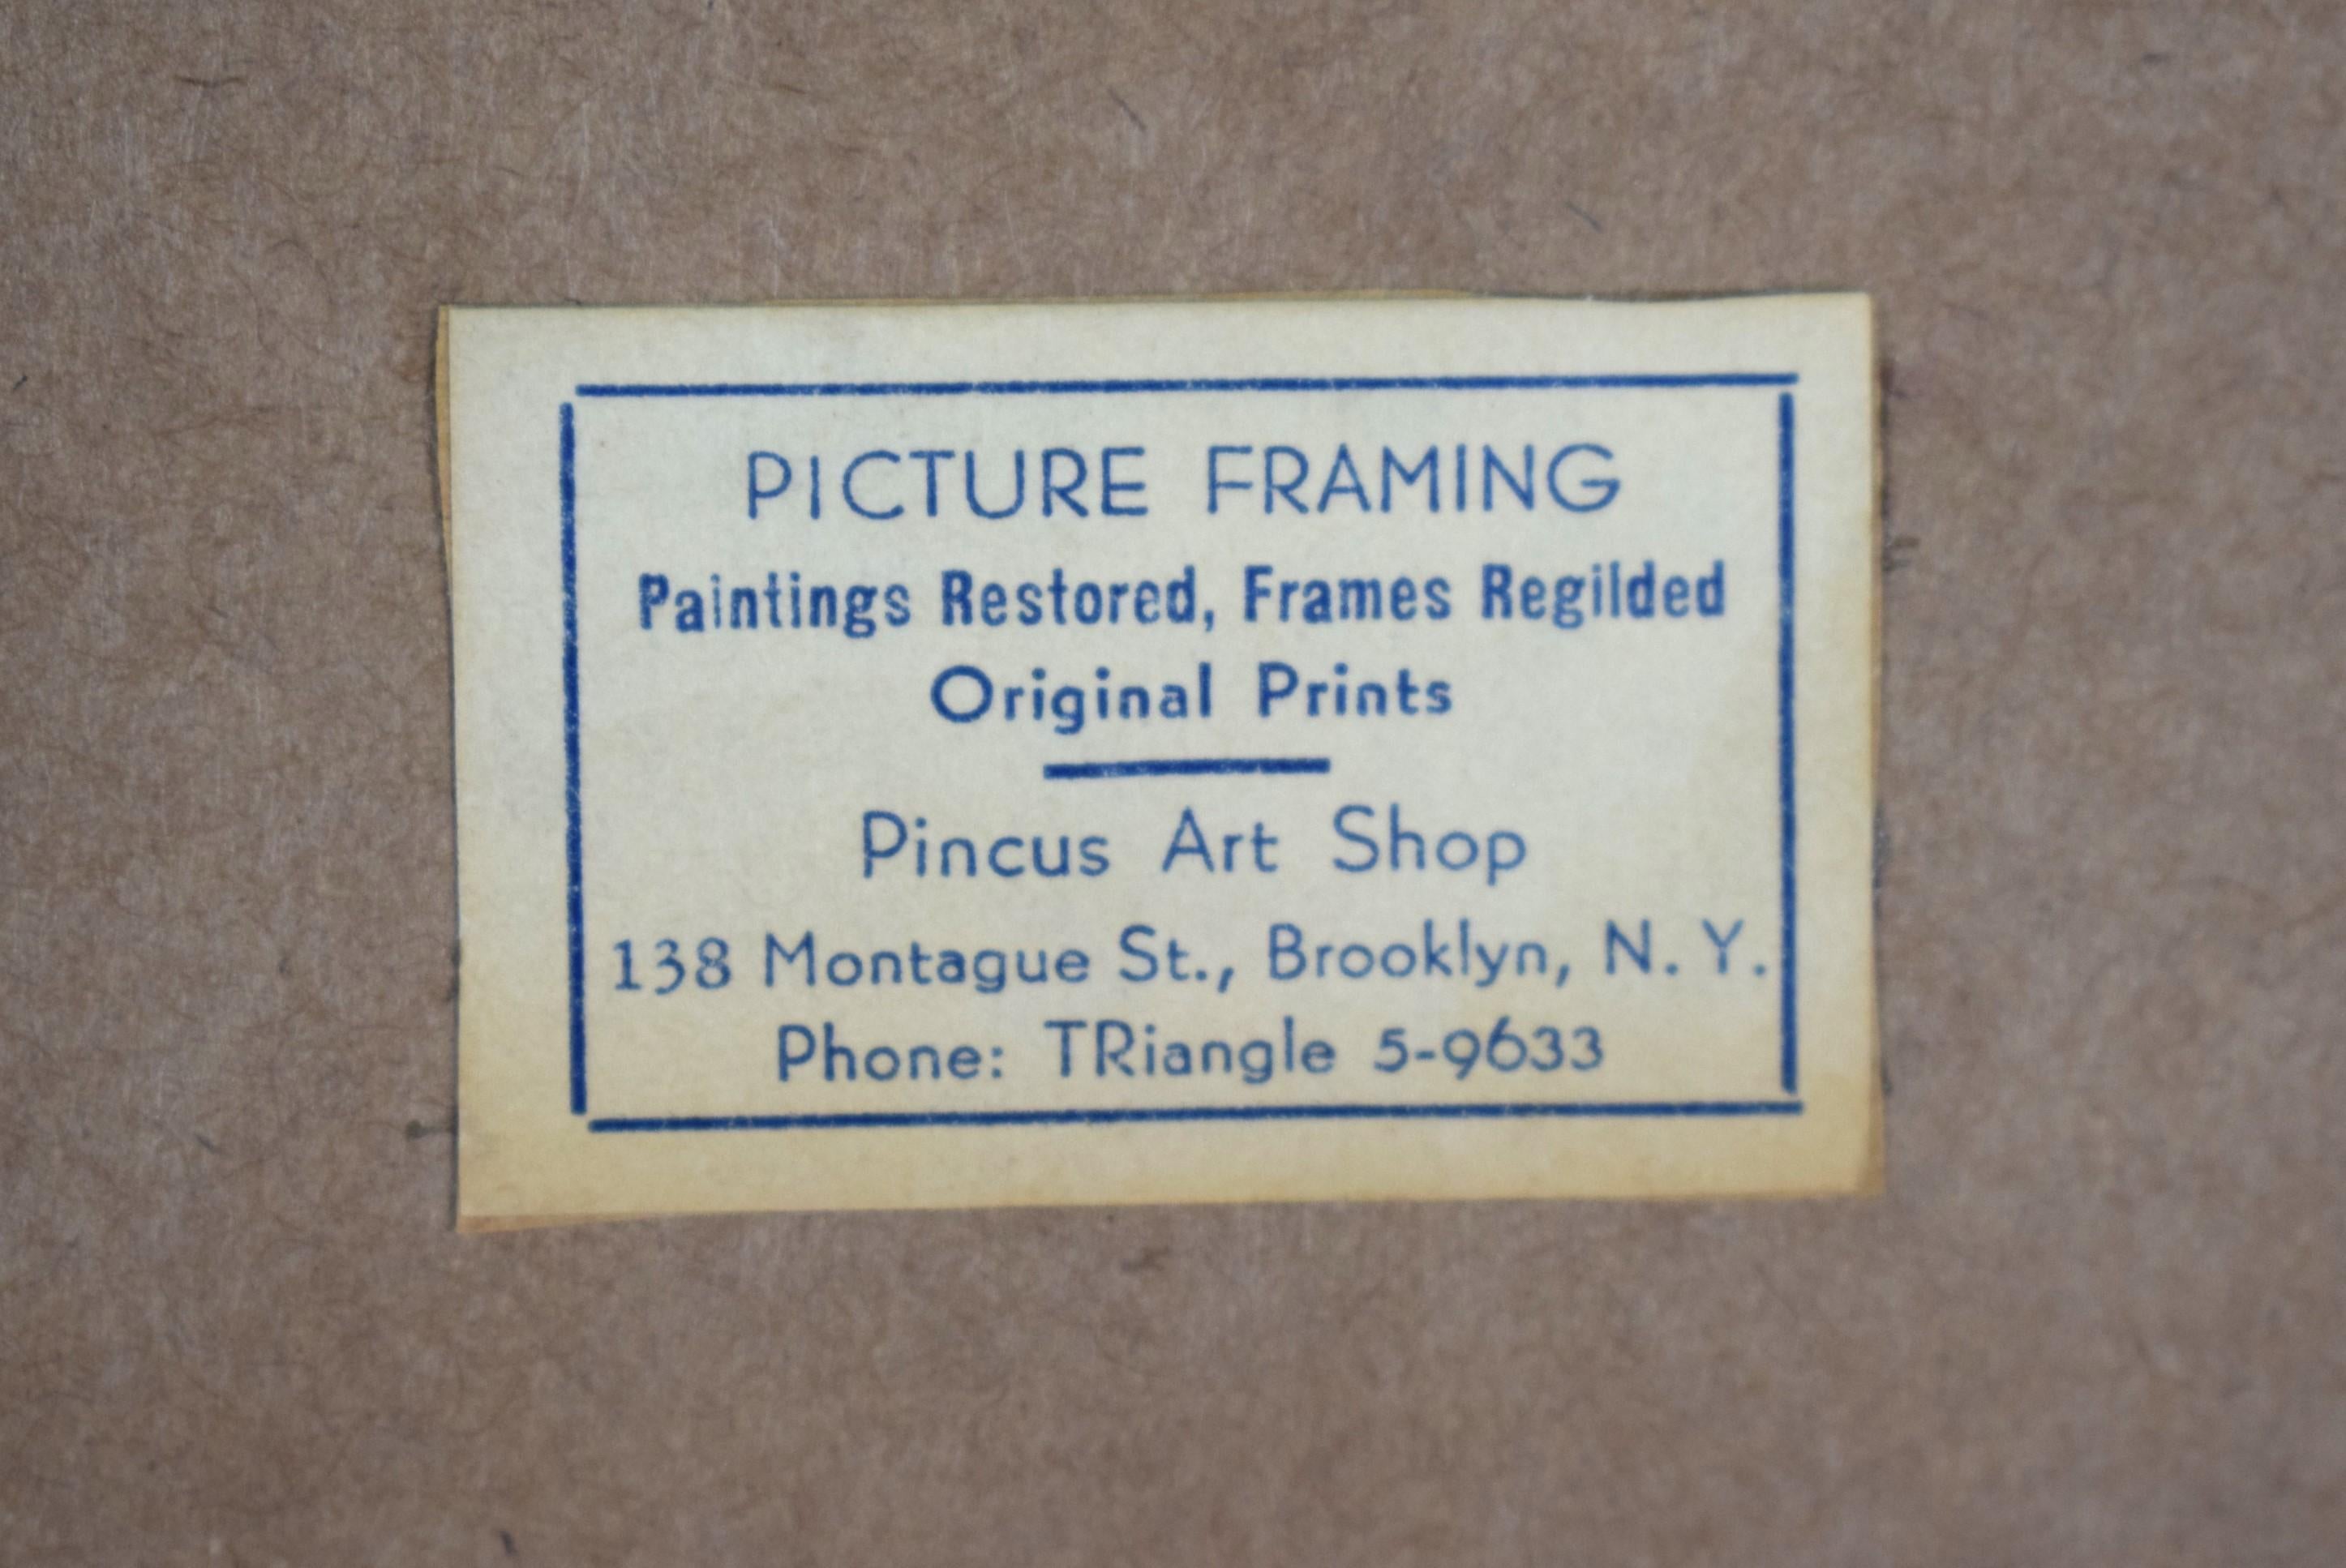 PICTURE FRAMING
Paintings Restored, Frames Regilded
Original Prints
Pincus Art Shop
138 Montague St., Brooklyn, N. Y.
Phone: TRiangle 5-9633